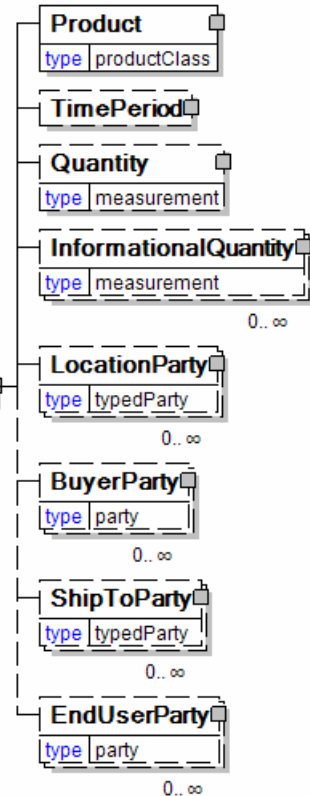 Product
type productClass
TimePeriod
Quantity
type measurement
InformationalQuantity
type measurement
0.. ∞
LocationParty
type typedParty
0.. ∞
BuyerParty
type party
0.. ∞
ShipToParty
type typedParty
0.. ∞
EndUserParty
type party
0.. ∞